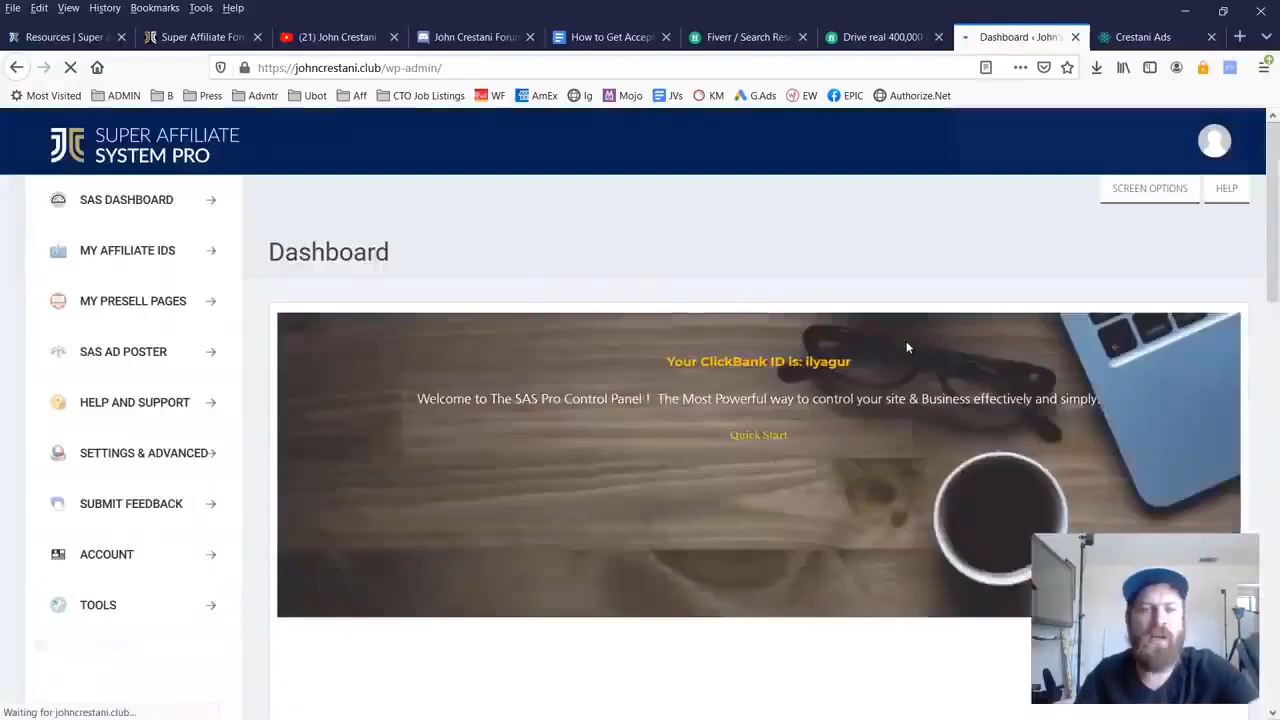 File Edit View History Bookmarks Tools Help
Resources | Super A
Super Affiliate For
(21) John Crestani
John Crestani Forum
How to Get Accept
Fiverr / Search Resu
Drive real 400,000
Dashboard ‹ John's
Crestani Ads
https://johncrestani.club/wp-admin/
Most Visited ADMIN B Press Advntr Ubot Aff CTO Job Listings WF AmEx Ig Mojo JVs KM G.Ads EW EPIC Authorize.Net
SUPER AFFILIATE
SYSTEM PRO
SCREEN OPTIONS
HELP
SAS DASHBOARD
MY AFFILIATE IDS
MY PRESELL PAGES
SAS AD POSTER
HELP AND SUPPORT
SETTINGS & ADVANCED
SUBMIT FEEDBACK
ACCOUNT
TOOLS
Dashboard
Your ClickBank ID is: ilyagur
Welcome to The SAS Pro Control Panel ! The Most Powerful way to control your site & Business effectively and simply.
Quick Start
Waiting for johncrestani.club...